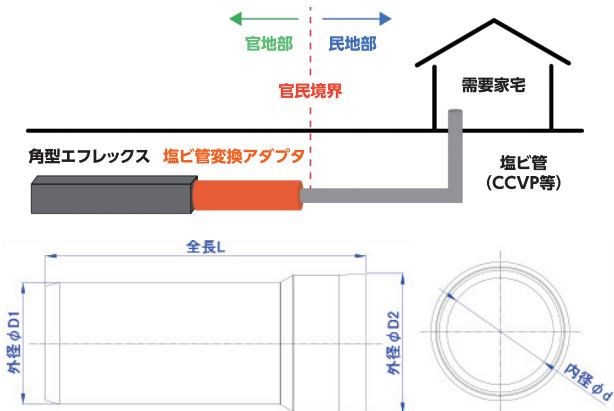 官地部 民地部
官民境界
需要家宅
角型エフレックス 塩ビ管変換アダプタ
塩ビ管
(CCVP等)
全長L
外径φD1
外径φD2
内径φd